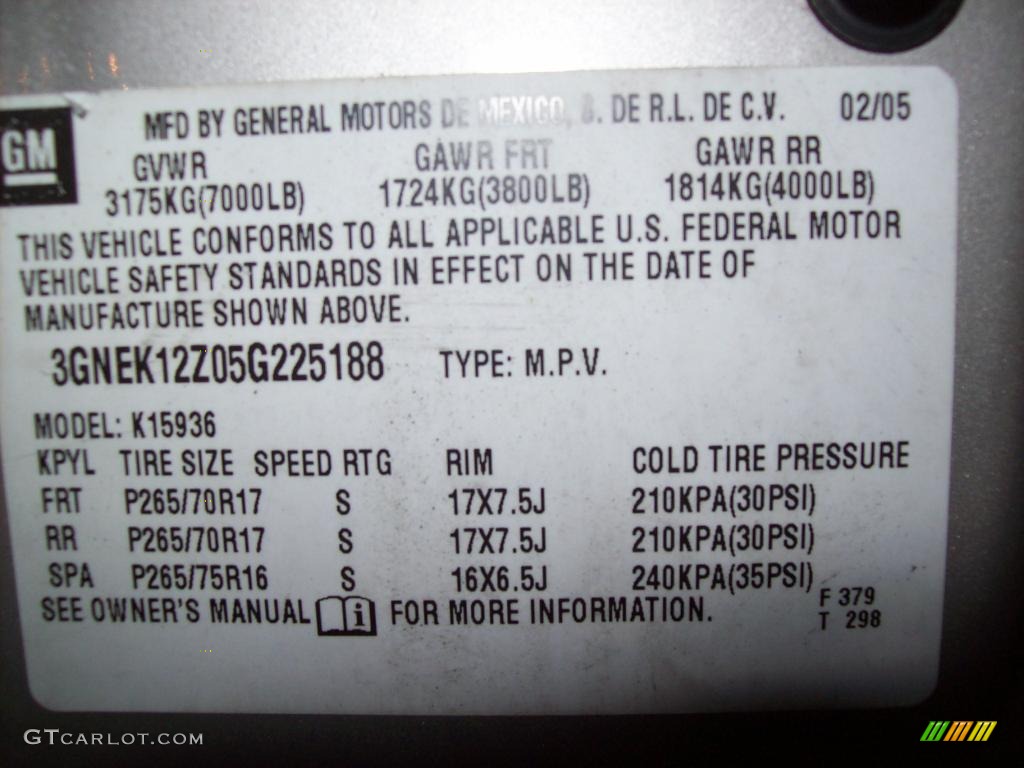 MFD BY GENERAL MOTORS DE MEXICO, S. DE R.L. DE C.V. 02/05
GM
GVWR GAWR FRT GAWR RR
3175KG(7000LB) 1724KG(3800LB) 1814KG(4000LB)
THIS VEHICLE CONFORMS TO ALL APPLICABLE U.S. FEDERAL MOTOR
VEHICLE SAFETY STANDARDS IN EFFECT ON THE DATE OF
MANUFACTURE SHOWN ABOVE.
3GNEK12Z05G225188 TYPE: M.P.V.
MODEL: K15936
KPYL TIRE SIZE SPEED RTG RIM COLD TIRE PRESSURE
FRT P265/70R17 S 17X7.5J 210KPA(30PSI)
RR P265/70R17 S 17X7.5J 210KPA(30PSI)
SPA P265/75R16 S 16X6.5J 240KPA(35PSI)
SEE OWNER'S MANUAL i FOR MORE INFORMATION.
F 379
T 298
GTCARLOT.COM